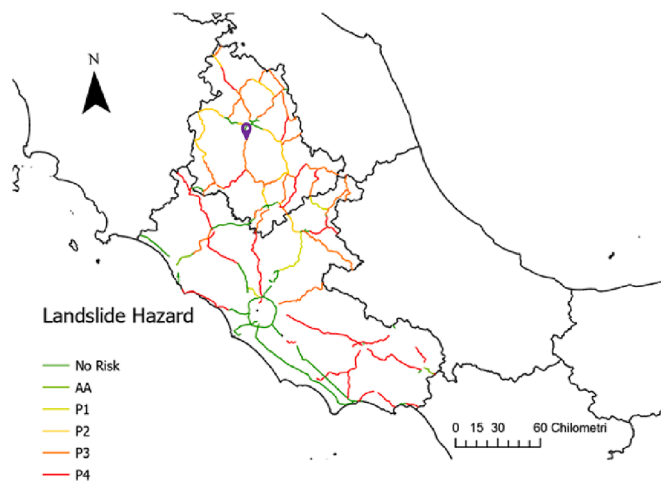 N
Landslide Hazard
No Risk
AA
P1
P2
P3
P4
0 15 30 60 Chilometri